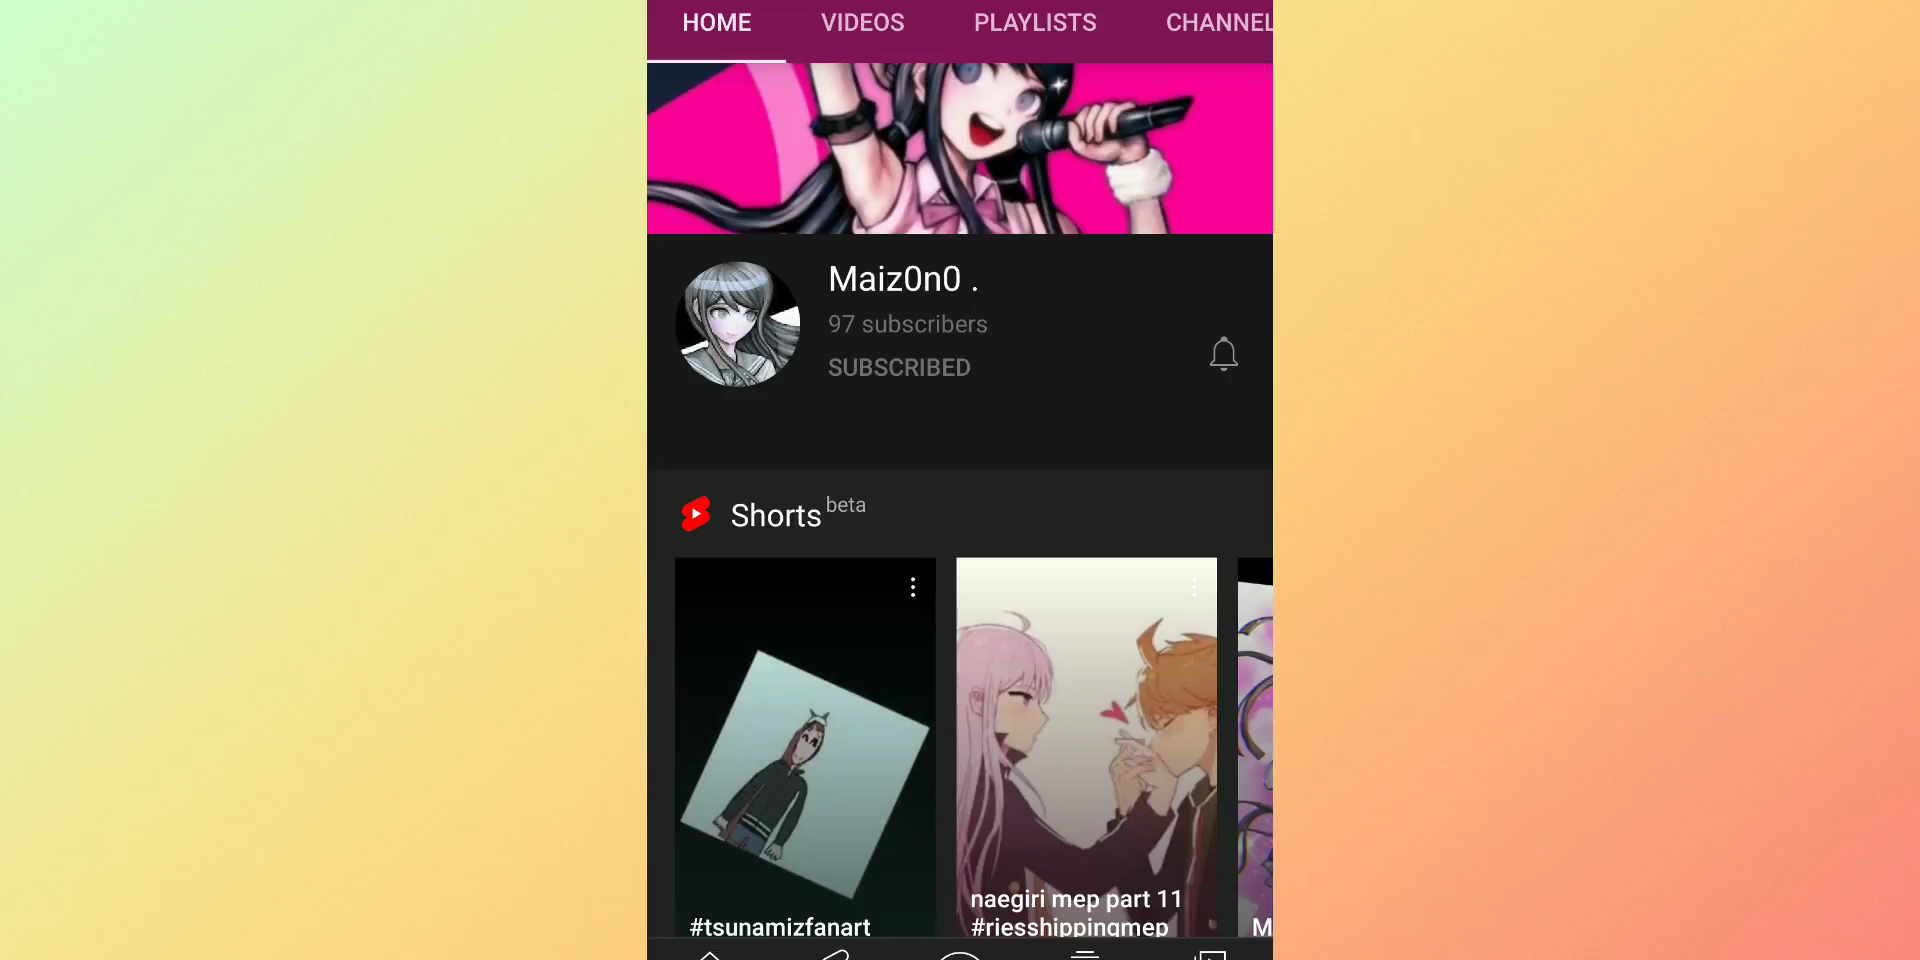 HOME VIDEOS PLAYLISTS CHANNEL
Maiz0n0 .
97 subscribers
SUBSCRIBED
Shorts beta
#tsunamizfanart
naegiri mep part 11
#riesshippingmep
M